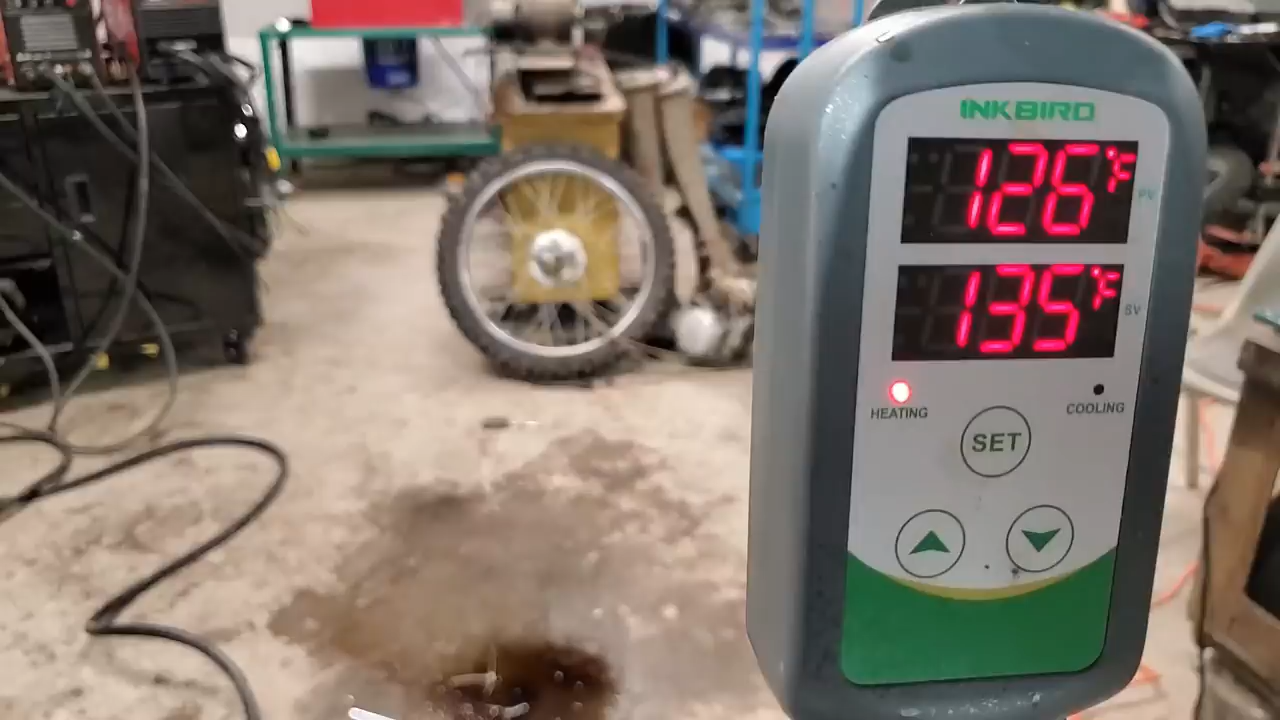 INKBIRD
126°F
PV
135°F
SV
HEATING
COOLING
SET